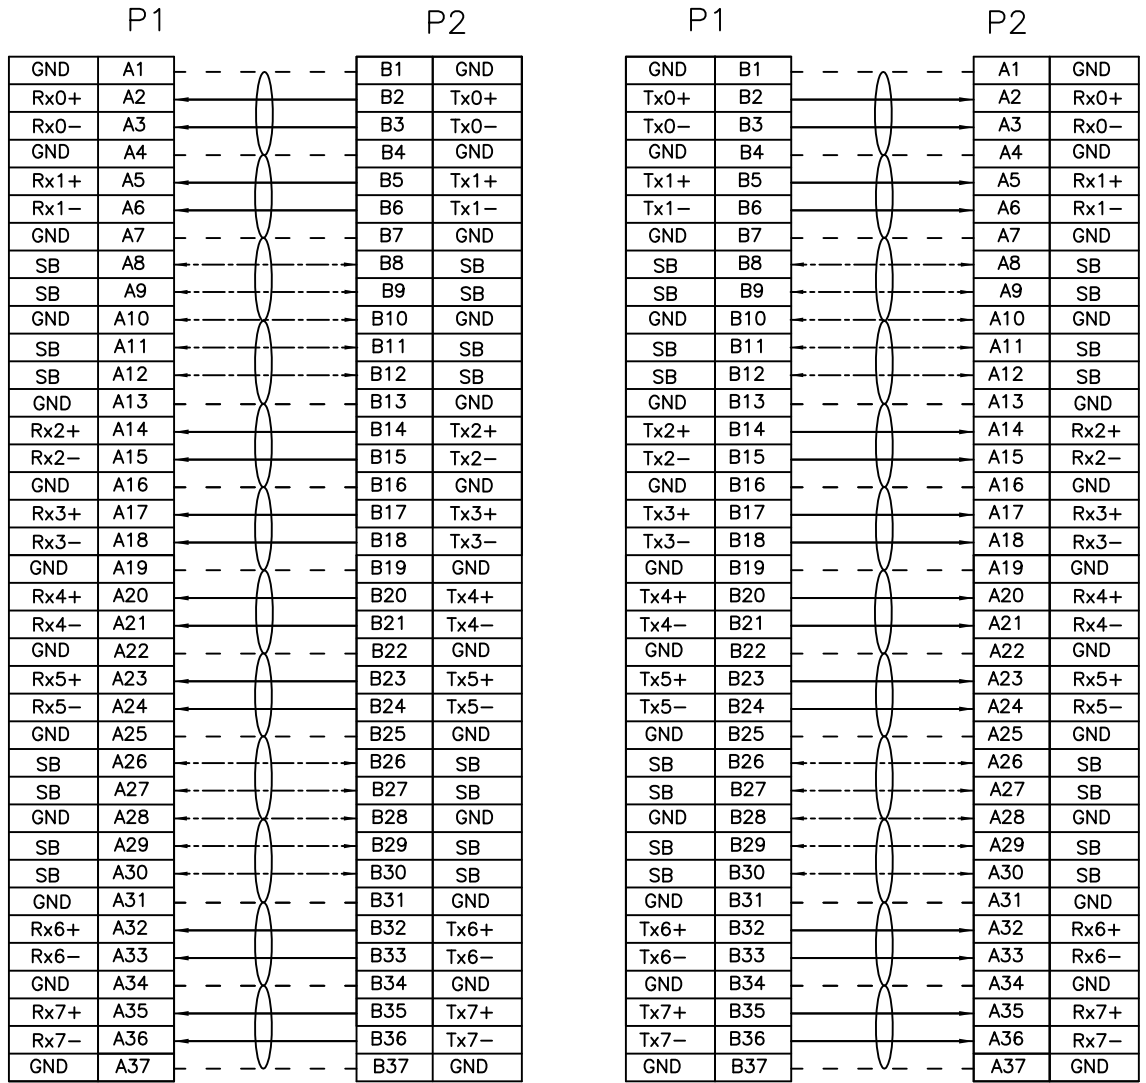 P1 P2 P1 P2
GND A1 B1 GND GND B1 A1 GND
Rx0+ A2 B2 Tx0+ Tx0+ B2 A2 Rx0+
Rx0- A3 B3 Tx0- Tx0- B3 A3 Rx0-
GND A4 B4 GND GND B4 A4 GND
Rx1+ A5 B5 Tx1+ Tx1+ B5 A5 Rx1+
Rx1- A6 B6 Tx1- Tx1- B6 A6 Rx1-
GND A7 B7 GND GND B7 A7 GND
SB A8 B8 SB SB B8 A8 SB
SB A9 B9 SB SB B9 A9 SB
GND A10 B10 GND GND B10 A10 GND
SB A11 B11 SB SB B11 A11 SB
SB A12 B12 SB SB B12 A12 SB
GND A13 B13 GND GND B13 A13 GND
Rx2+ A14 B14 Tx2+ Tx2+ B14 A14 Rx2+
Rx2- A15 B15 Tx2- Tx2- B15 A15 Rx2-
GND A16 B16 GND GND B16 A16 GND
Rx3+ A17 B17 Tx3+ Tx3+ B17 A17 Rx3+
Rx3- A18 B18 Tx3- Tx3- B18 A18 Rx3-
GND A19 B19 GND GND B19 A19 GND
Rx4+ A20 B20 Tx4+ Tx4+ B20 A20 Rx4+
Rx4- A21 B21 Tx4- Tx4- B21 A21 Rx4-
GND A22 B22 GND GND B22 A22 GND
Rx5+ A23 B23 Tx5+ Tx5+ B23 A23 Rx5+
Rx5- A24 B24 Tx5- Tx5- B24 A24 Rx5-
GND A25 B25 GND GND B25 A25 GND
SB A26 B26 SB SB B26 A26 SB
SB A27 B27 SB SB B27 A27 SB
GND A28 B28 GND GND B28 A28 GND
SB A29 B29 SB SB B29 A29 SB
SB A30 B30 SB SB B30 A30 SB
GND A31 B31 GND GND B31 A31 GND
Rx6+ A32 B32 Tx6+ Tx6+ B32 A32 Rx6+
Rx6- A33 B33 Tx6- Tx6- B33 A33 Rx6-
GND A34 B34 GND GND B34 A34 GND
Rx7+ A35 B35 Tx7+ Tx7+ B35 A35 Rx7+
Rx7- A36 B36 Tx7- Tx7- B36 A36 Rx7-
GND A37 B37 GND GND B37 A37 GND